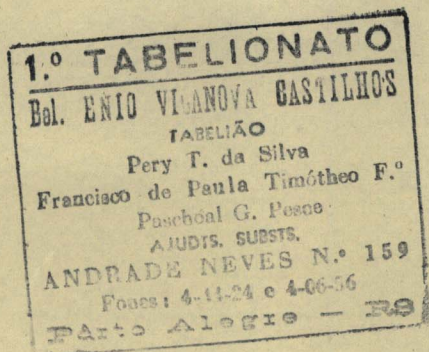 1.º TABELIONATO
Bel. ENIO VILANOVA CASTILHOS
TABELIÃO
Pery T. da Silva
Francisco de Paula Timótheo F.º
Paschoal G. Pesce
AJUDTS. SUBSTS.
ANDRADE NEVES N.º 159
Fones: 4-11-24 e 4-06-56
Pôrto Alegre — RS